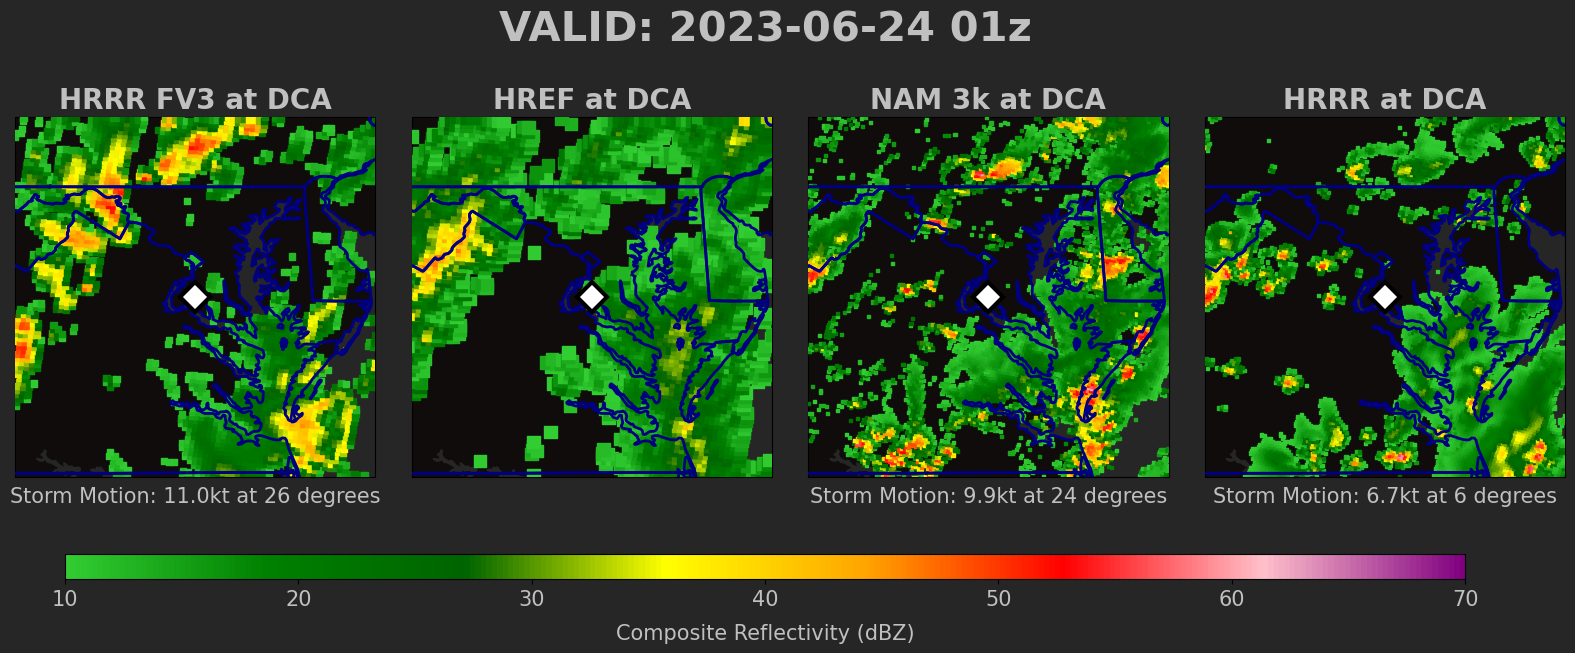 VALID: 2023-06-24 01z
HRRR FV3 at DCA
HREF at DCA
NAM 3k at DCA
HRRR at DCA
Storm Motion: 11.0kt at 26 degrees
Storm Motion: 9.9kt at 24 degrees
Storm Motion: 6.7kt at 6 degrees
10 20 30 40 50 60 70
Composite Reflectivity (dBZ)